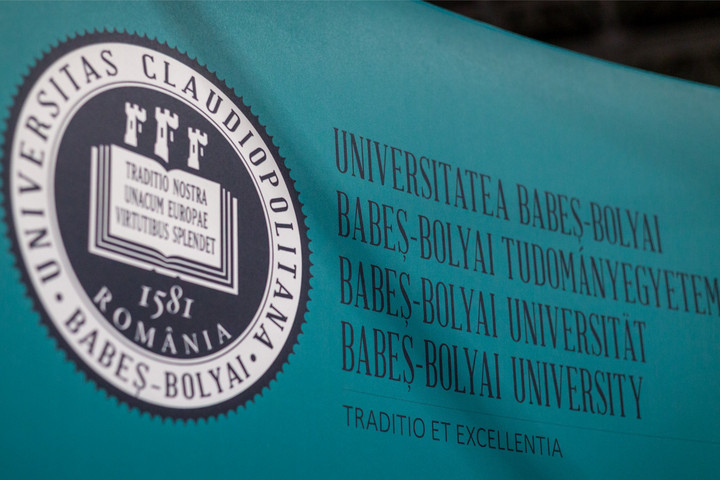 UNIVERSITAS CLAUDIOPOLITANA
TRADITIO NOSTRA
UNACUM EUROPAE
VIRTUTIBUS SPLENDET
1581
ROMÂNIA
• BABEȘ-BOLYAI •
UNIVERSITATEA BABEȘ-BOLYAI
BABEȘ-BOLYAI TUDOMÁNYEGYETEM
BABEȘ-BOLYAI UNIVERSITÄT
BABEȘ-BOLYAI UNIVERSITY
TRADITIO ET EXCELLENTIA